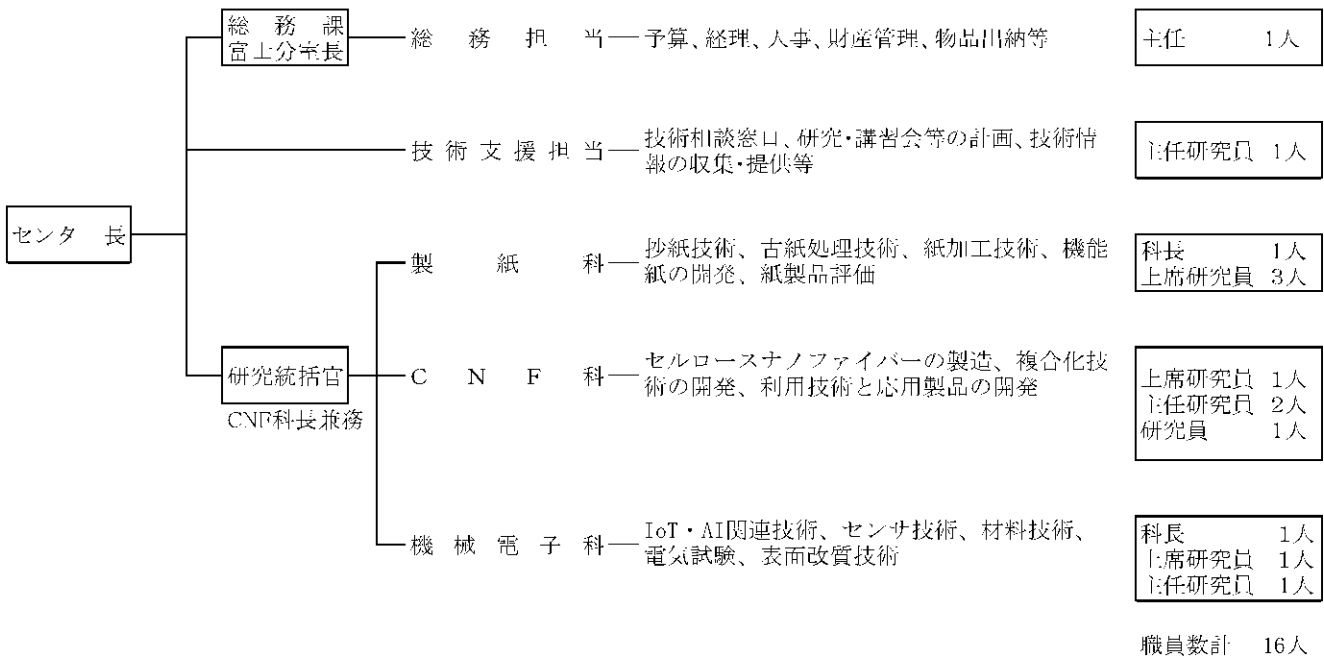 総務課
富士分室長
総務担当
予算、経理、人事、財産管理、物品出納等
主任 1人
技術支援担当
技術相談窓口、研究・講習会等の計画、技術情
報の収集・提供等
主任研究員 1人
センタ 長
製紙科
抄紙技術、古紙処理技術、紙加工技術、機能
紙の開発、紙製品評価
科長 1人
上席研究員 3人
研究統括官
CNF科長兼務
CNF科
セルロースナノファイバーの製造、複合化技
術の開発、利用技術と応用製品の開発
上席研究員 1人
主任研究員 2人
研究員 1人
機械電子科
IoT・AI関連技術、センサ技術、材料技術、
電気試験、表面改質技術
科長 1人
上席研究員 1人
主任研究員 1人
職員数計 16人